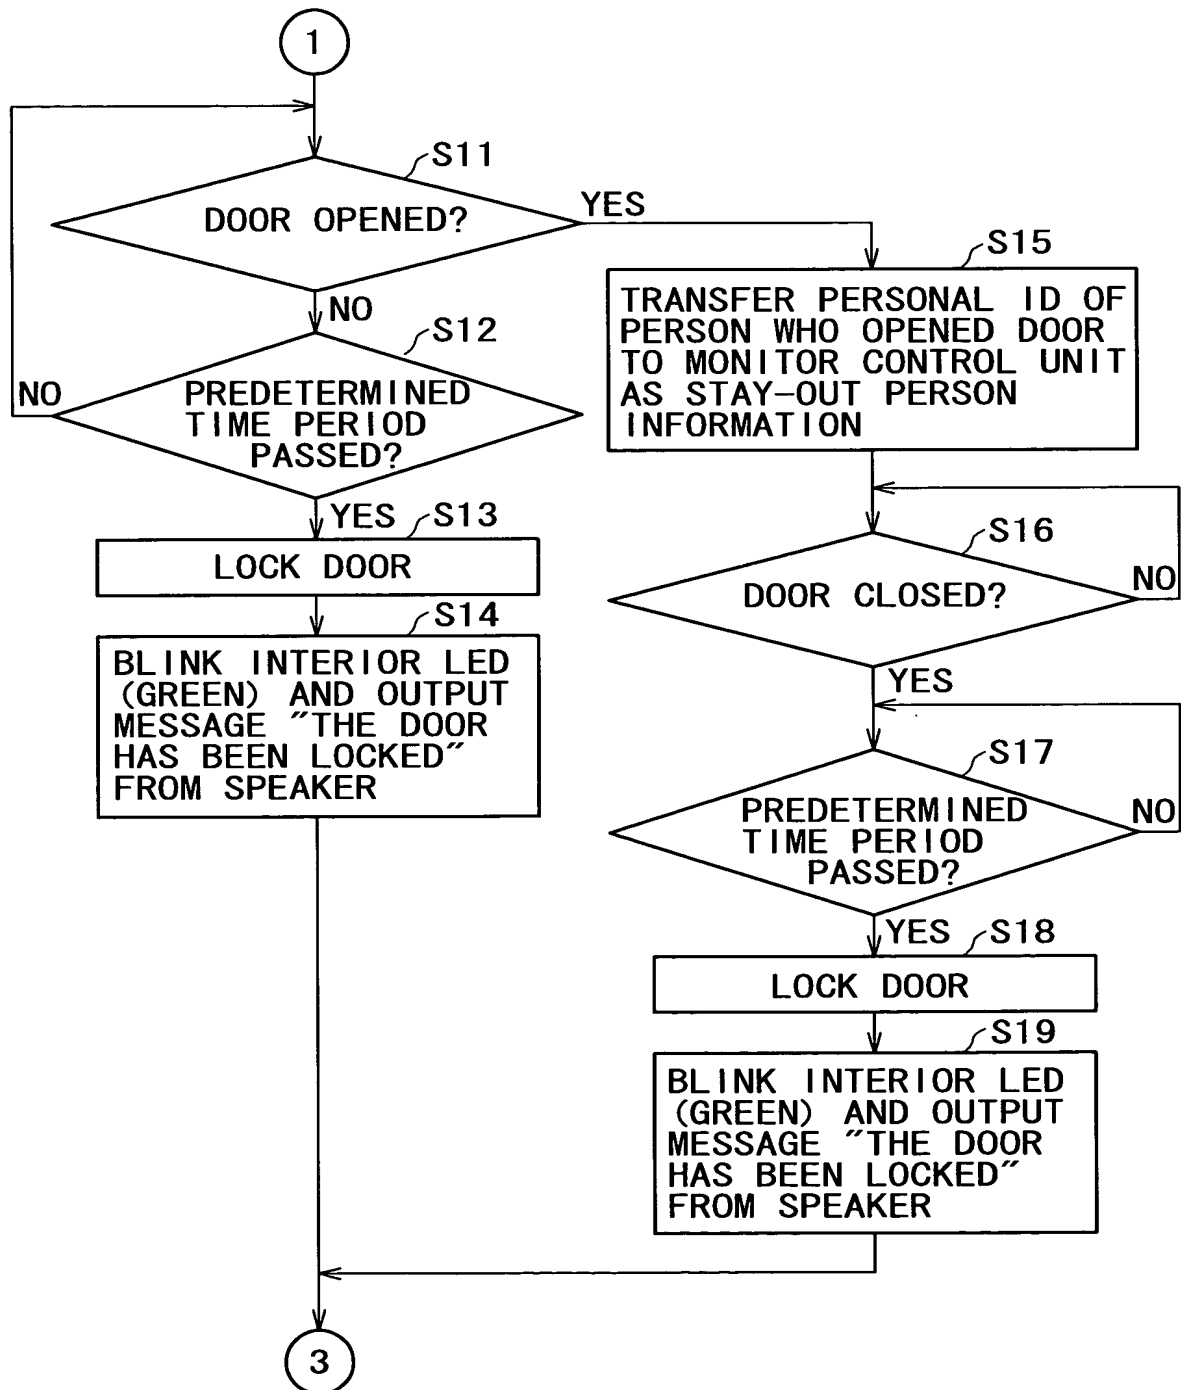 1
S11
DOOR OPENED?
YES
NO
S12
PREDETERMINED
TIME PERIOD
PASSED?
NO
YES
S13
LOCK DOOR
S14
BLINK INTERIOR LED
(GREEN) AND OUTPUT
MESSAGE "THE DOOR
HAS BEEN LOCKED"
FROM SPEAKER
S15
TRANSFER PERSONAL ID OF
PERSON WHO OPENED DOOR
TO MONITOR CONTROL UNIT
AS STAY-OUT PERSON
INFORMATION
S16
DOOR CLOSED?
NO
YES
S17
PREDETERMINED
TIME PERIOD
PASSED?
NO
YES
S18
LOCK DOOR
S19
BLINK INTERIOR LED
(GREEN) AND OUTPUT
MESSAGE "THE DOOR
HAS BEEN LOCKED"
FROM SPEAKER
3